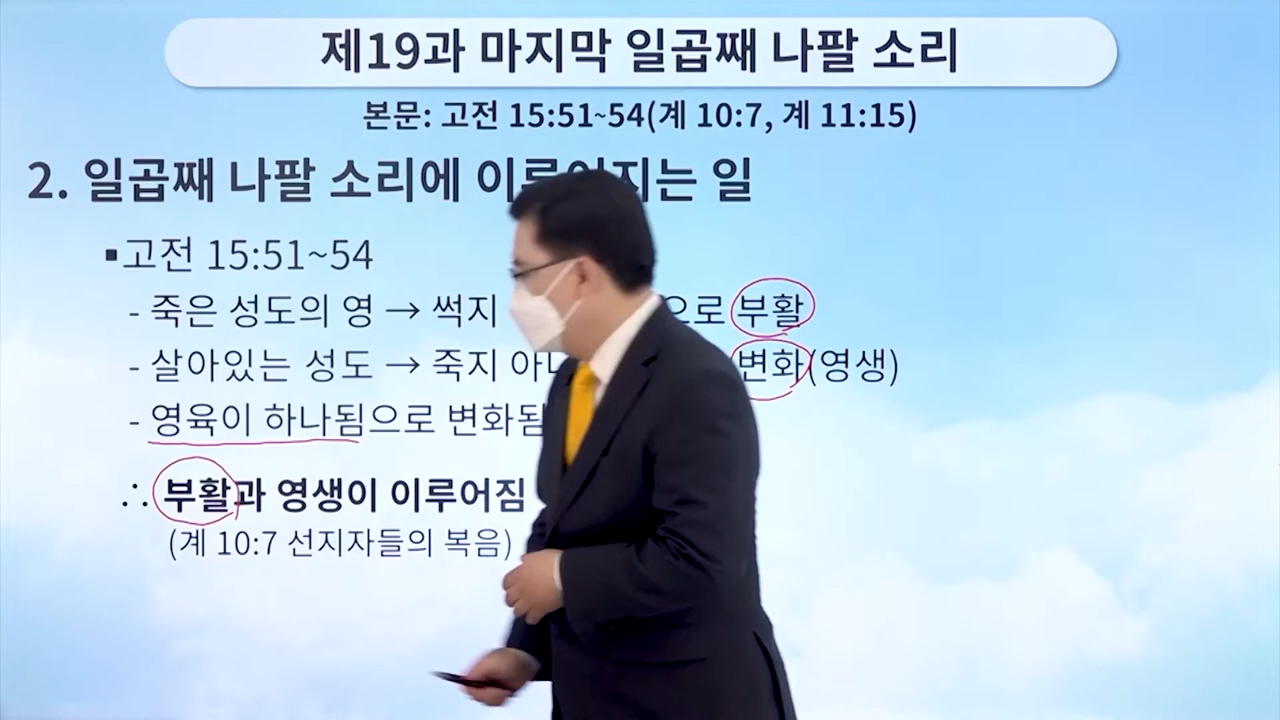 제19과 마지막 일곱째 나팔 소리
본문: 고전 15:51~54(계 10:7, 계 11:15)
2. 일곱째 나팔 소리에 이루어지는 일
▪고전 15:51~54
- 죽은 성도의 영 → 썩지 으로 부활
- 살아있는 성도 → 죽지 변화(영생)
- 영육이 하나됨으로 변화됨
∴ 부활과 영생이 이루어짐
(계 10:7 선지자들의 복음)